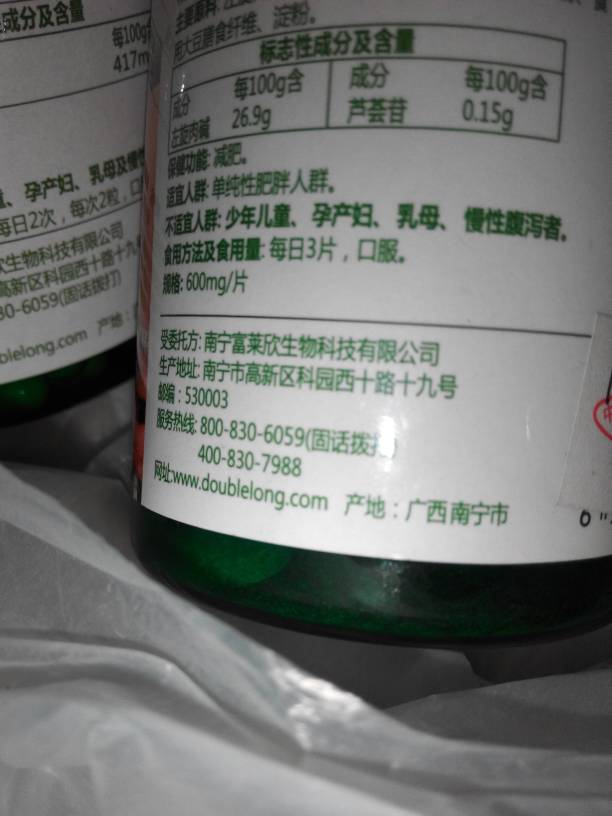 成分及含量
每100g
417m
孕产妇、乳母及慢
每日2次，每次2粒，口
生物科技有限公司
高新区科园西十路十
30-6059(固话拨打)
blelong.com 产地：
主要原料:
用大豆膳食纤维、淀粉。
标志性成分及含量
成分 每100g含 成分 每100g含
左旋肉碱 26.9g 芦荟苷 0.15g
保健功能: 减肥。
适宜人群: 单纯性肥胖人群。
不适宜人群: 少年儿童、孕产妇、乳母、慢性腹泻者。
食用方法及食用量: 每日3片，口服。
规格: 600mg/片
受委托方: 南宁富莱欣生物科技有限公司
生产地址: 南宁市高新区科园西十路十九号
邮编：530003
服务热线: 800-830-6059(固话拨打)
400-830-7988
网址:www.doublelong.com 产地：广西南宁市
6